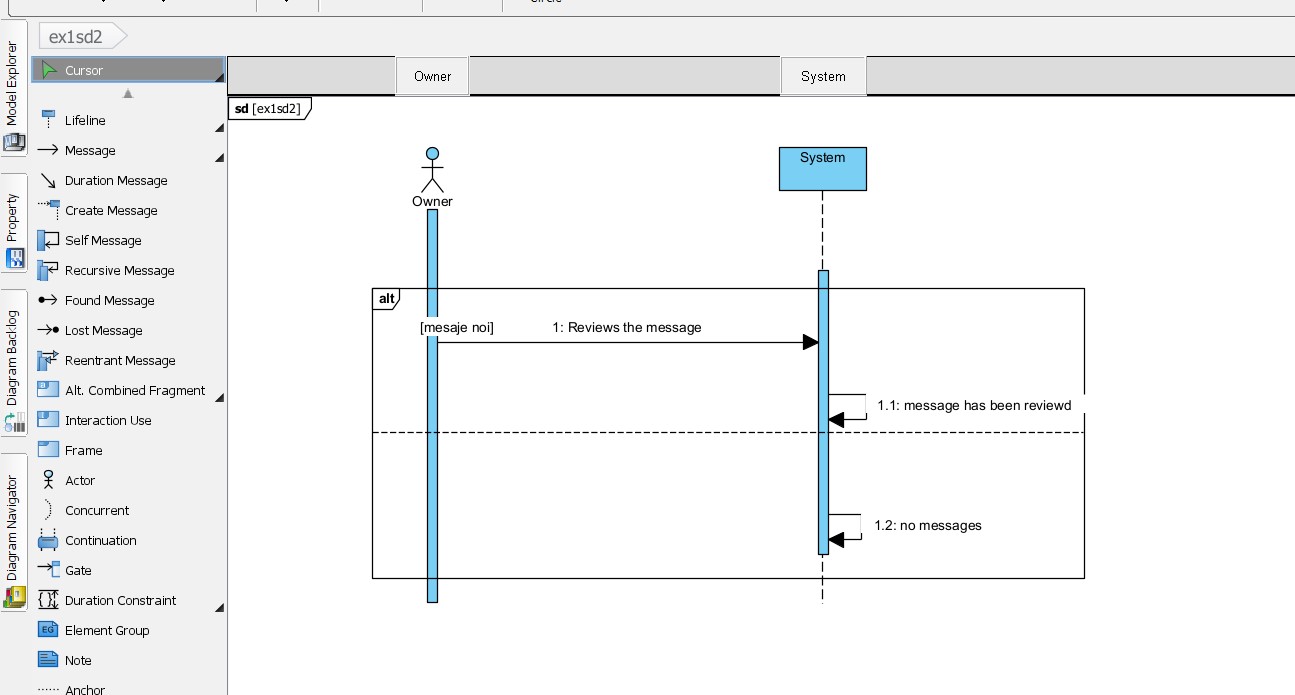 Circle
ex1sd2
Model Explorer
Property
Diagram Backlog
Diagram Navigator
Cursor
Lifeline
Message
Duration Message
Create Message
Self Message
Recursive Message
Found Message
Lost Message
Reentrant Message
Alt. Combined Fragment
Interaction Use
Frame
Actor
Concurrent
Continuation
Gate
Duration Constraint
EG Element Group
Note
Anchor
Owner
System
sd [ex1sd2]
Owner
System
alt
[mesaje noi]
1: Reviews the message
1.1: message has been reviewd
1.2: no messages